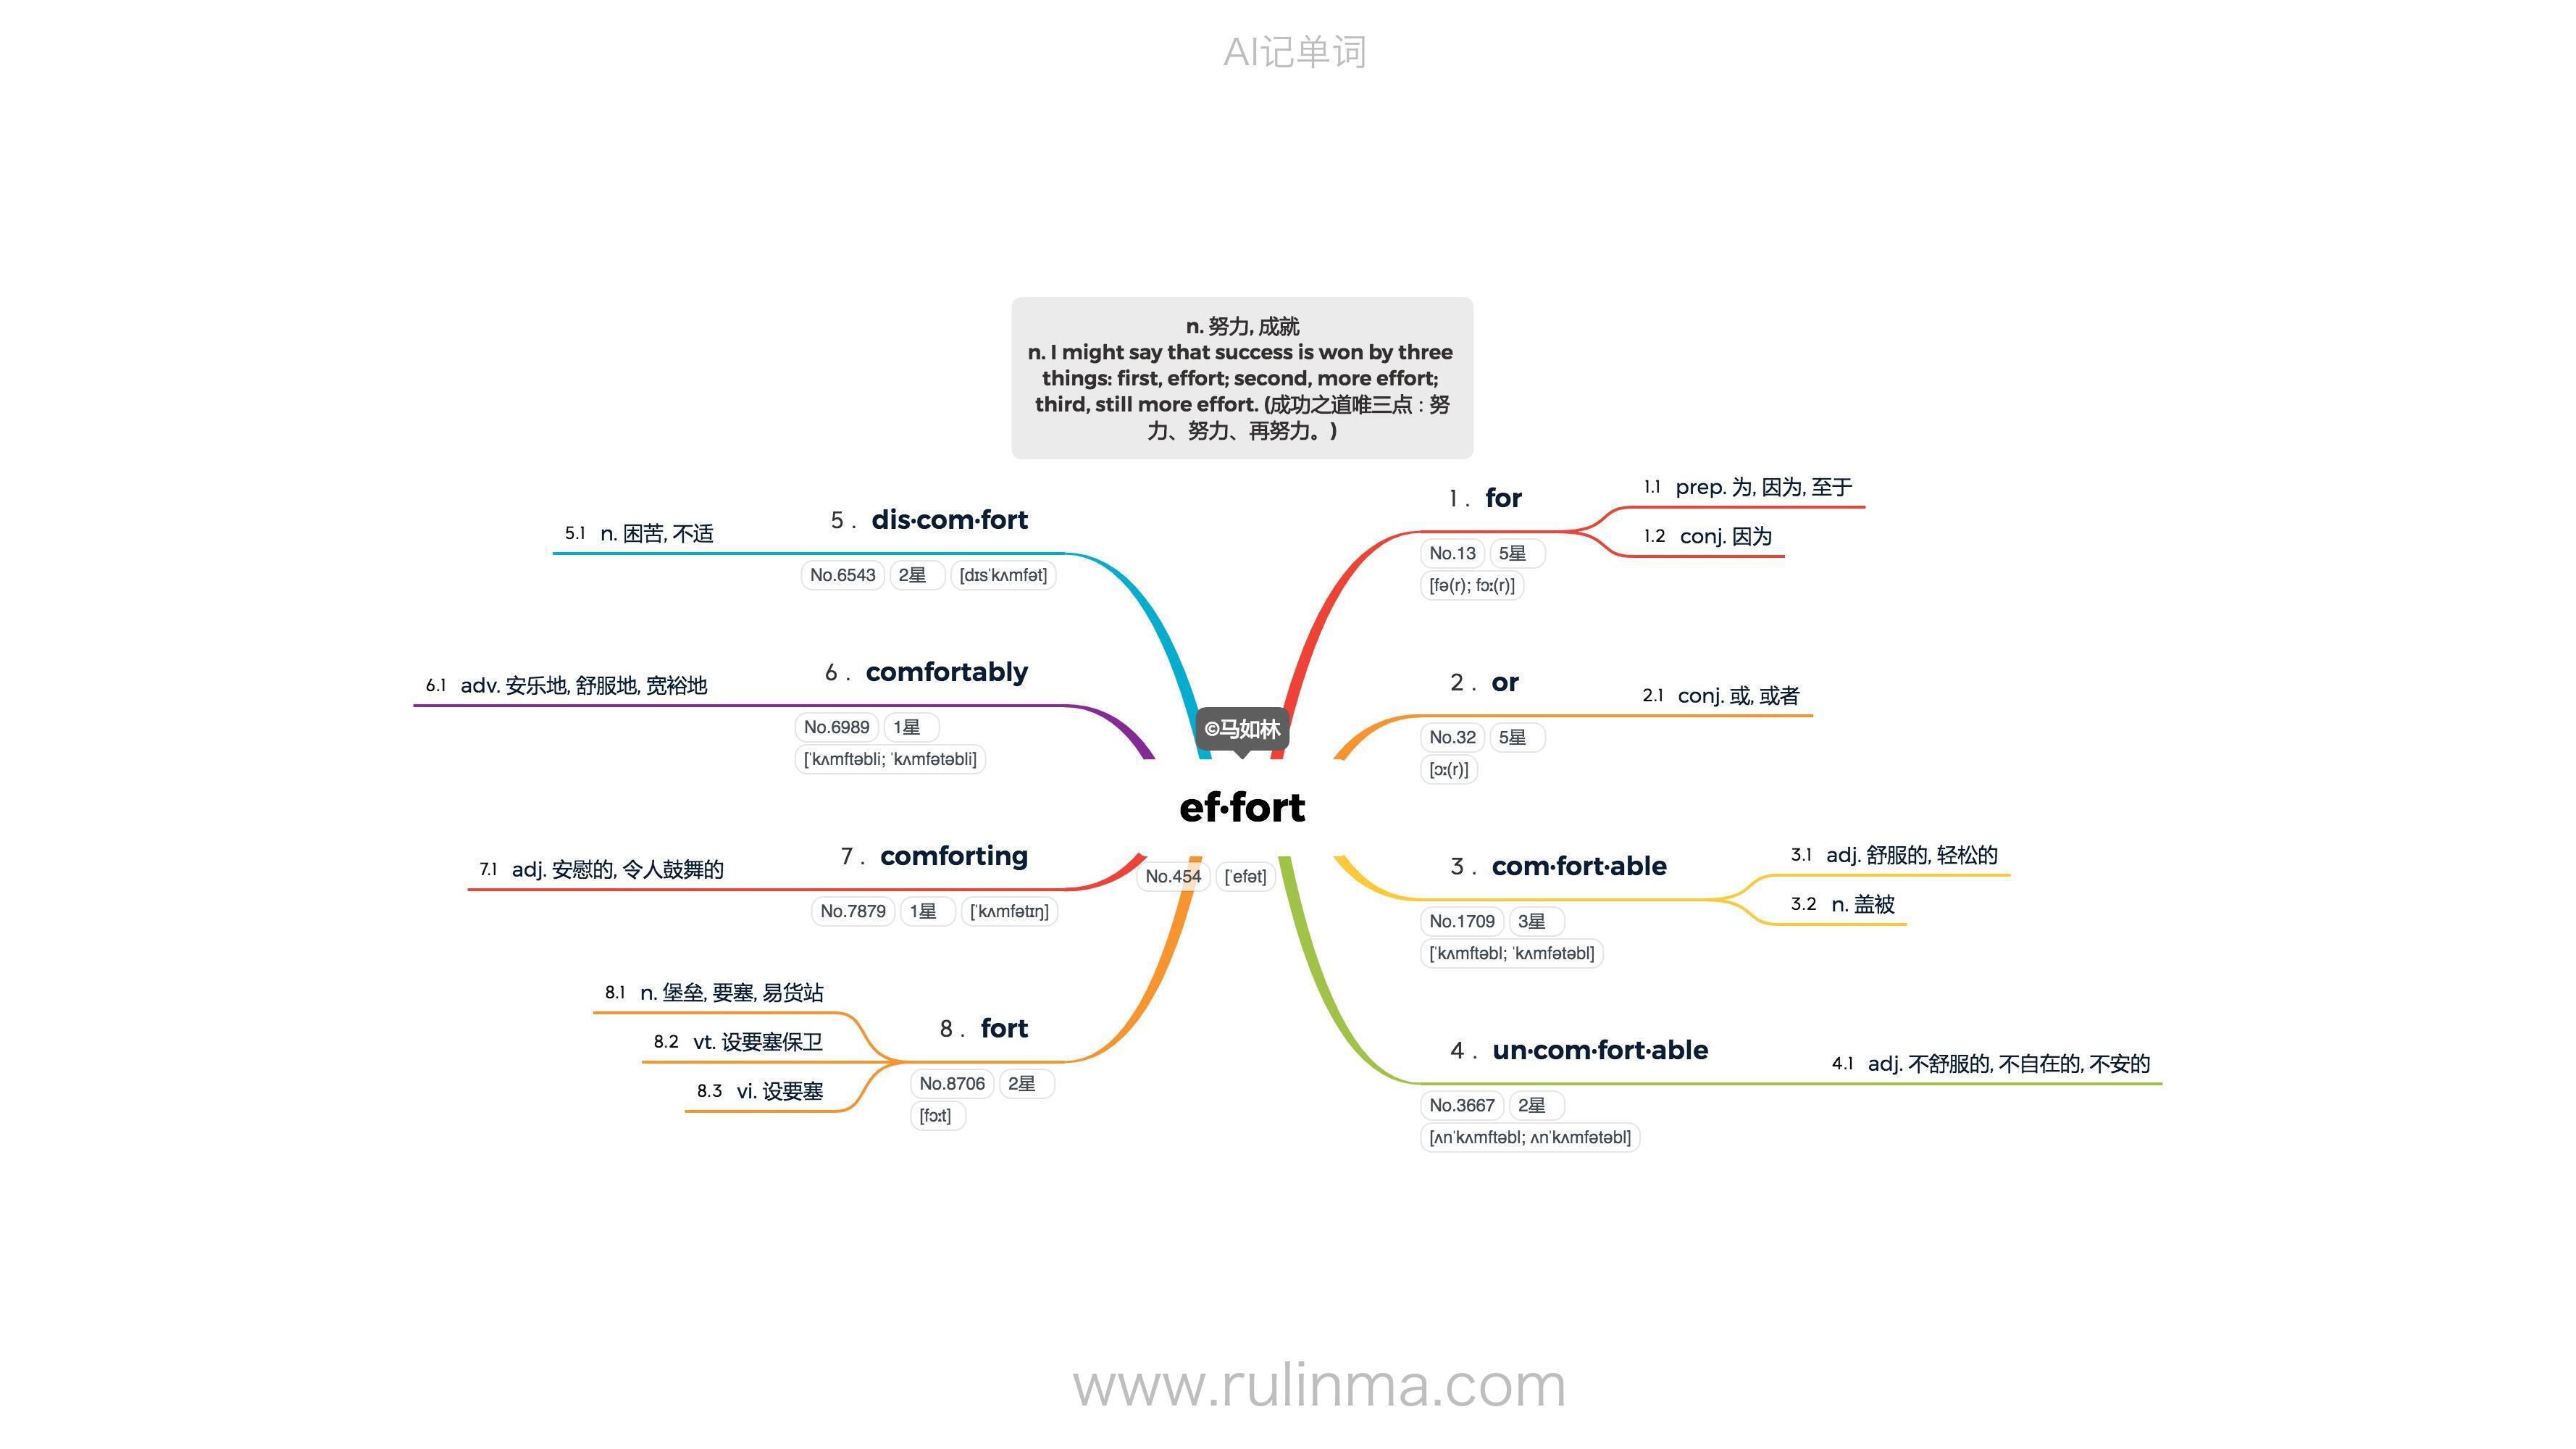 AI记单词
n. 努力, 成就
n. I might say that success is won by three
things: first, effort; second, more effort;
third, still more effort. (成功之道唯三点：努
力、努力、再努力。)
©马如林
ef·fort
No.454 [ˈefət]
1 . for
No.13 5星
[fə(r); fɔː(r)]
1.1 prep. 为, 因为, 至于
1.2 conj. 因为
2 . or
No.32 5星
[ɔː(r)]
2.1 conj. 或, 或者
3 . com·fort·able
No.1709 3星
[ˈkʌmftəbl; ˈkʌmfətəbl]
3.1 adj. 舒服的, 轻松的
3.2 n. 盖被
4 . un·com·fort·able
No.3667 2星
[ʌnˈkʌmftəbl; ʌnˈkʌmfətəbl]
4.1 adj. 不舒服的, 不自在的, 不安的
5 . dis·com·fort
No.6543 2星 [dɪsˈkʌmfət]
5.1 n. 困苦, 不适
6 . comfortably
No.6989 1星
[ˈkʌmftəbli; ˈkʌmfətəbli]
6.1 adv. 安乐地, 舒服地, 宽裕地
7 . comforting
No.7879 1星 [ˈkʌmfətɪŋ]
7.1 adj. 安慰的, 令人鼓舞的
8 . fort
No.8706 2星
[fɔːt]
8.1 n. 堡垒, 要塞, 易货站
8.2 vt. 设要塞保卫
8.3 vi. 设要塞
www.rulinma.com